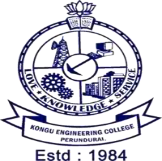 LOVE • KNOWLEDGE • SERVICE
KONGU ENGINEERING COLLEGE
PERUNDURAI
Estd : 1984